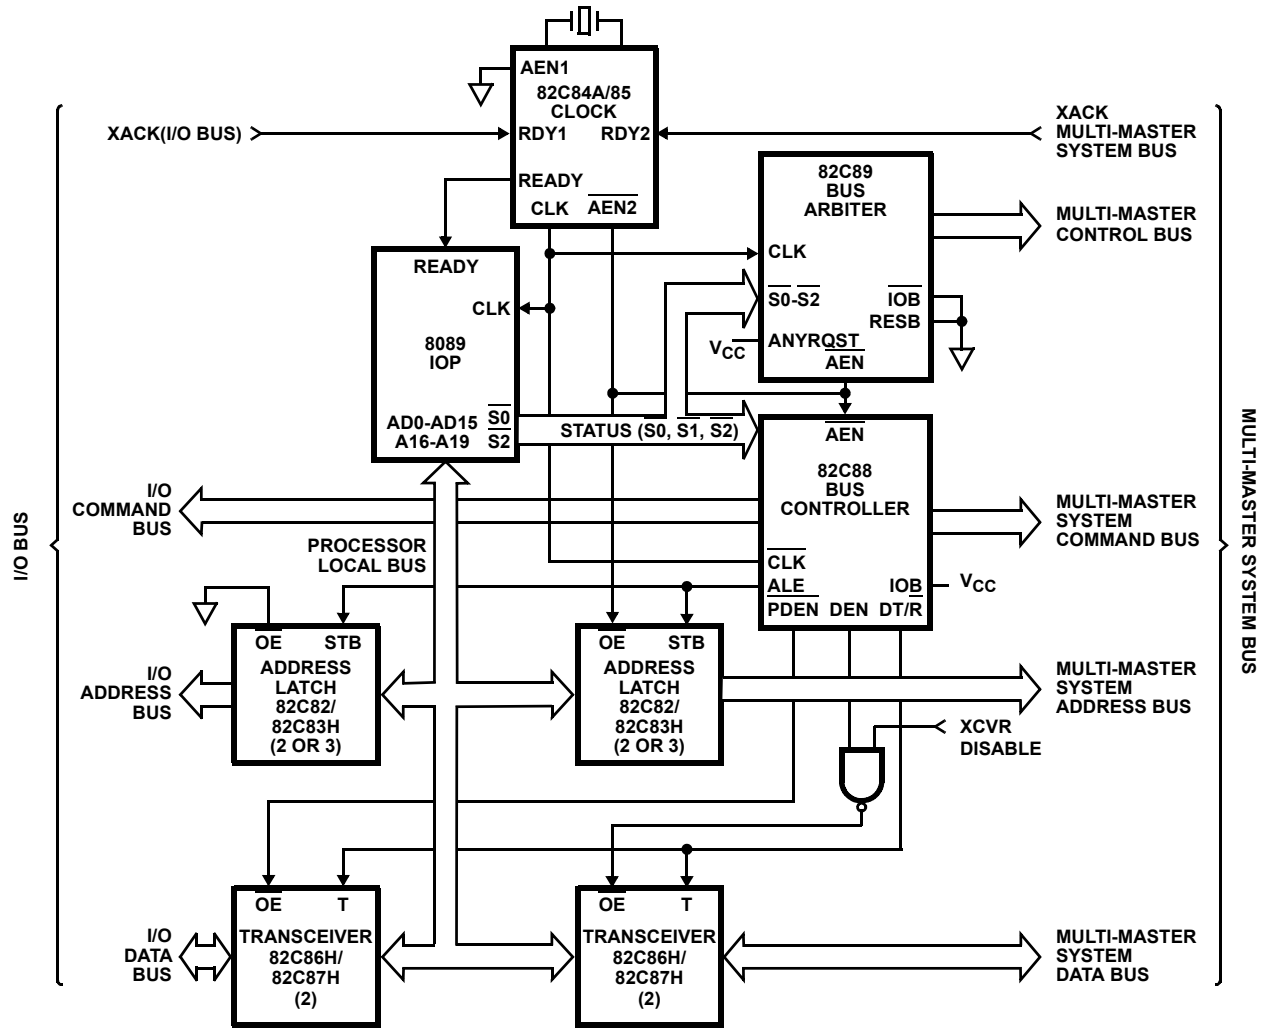 AEN1
82C84A/85
CLOCK
XACK(I/O BUS)
RDY1
RDY2
XACK
MULTI-MASTER
SYSTEM BUS
READY
CLK
AEN2
82C89
BUS
ARBITER
MULTI-MASTER
CONTROL BUS
CLK
S0-S2
IOB
RESB
VCC
ANYRQST
AEN
READY
CLK
8089
IOP
AD0-AD15
A16-A19
S0
S2
STATUS (S0, S1, S2)
AEN
82C88
BUS
CONTROLLER
I/O
COMMAND
BUS
MULTI-MASTER
SYSTEM
COMMAND BUS
PROCESSOR
LOCAL BUS
CLK
ALE
IOB
VCC
PDEN
DEN
DT/R
I/O BUS
MULTI-MASTER SYSTEM BUS
OE
STB
ADDRESS
LATCH
82C82/
82C83H
(2 OR 3)
I/O
ADDRESS
BUS
OE
STB
ADDRESS
LATCH
82C82/
82C83H
(2 OR 3)
MULTI-MASTER
SYSTEM
ADDRESS BUS
XCVR
DISABLE
OE
T
TRANSCEIVER
82C86H/
82C87H
(2)
I/O
DATA
BUS
OE
T
TRANSCEIVER
82C86H/
82C87H
(2)
MULTI-MASTER
SYSTEM
DATA BUS